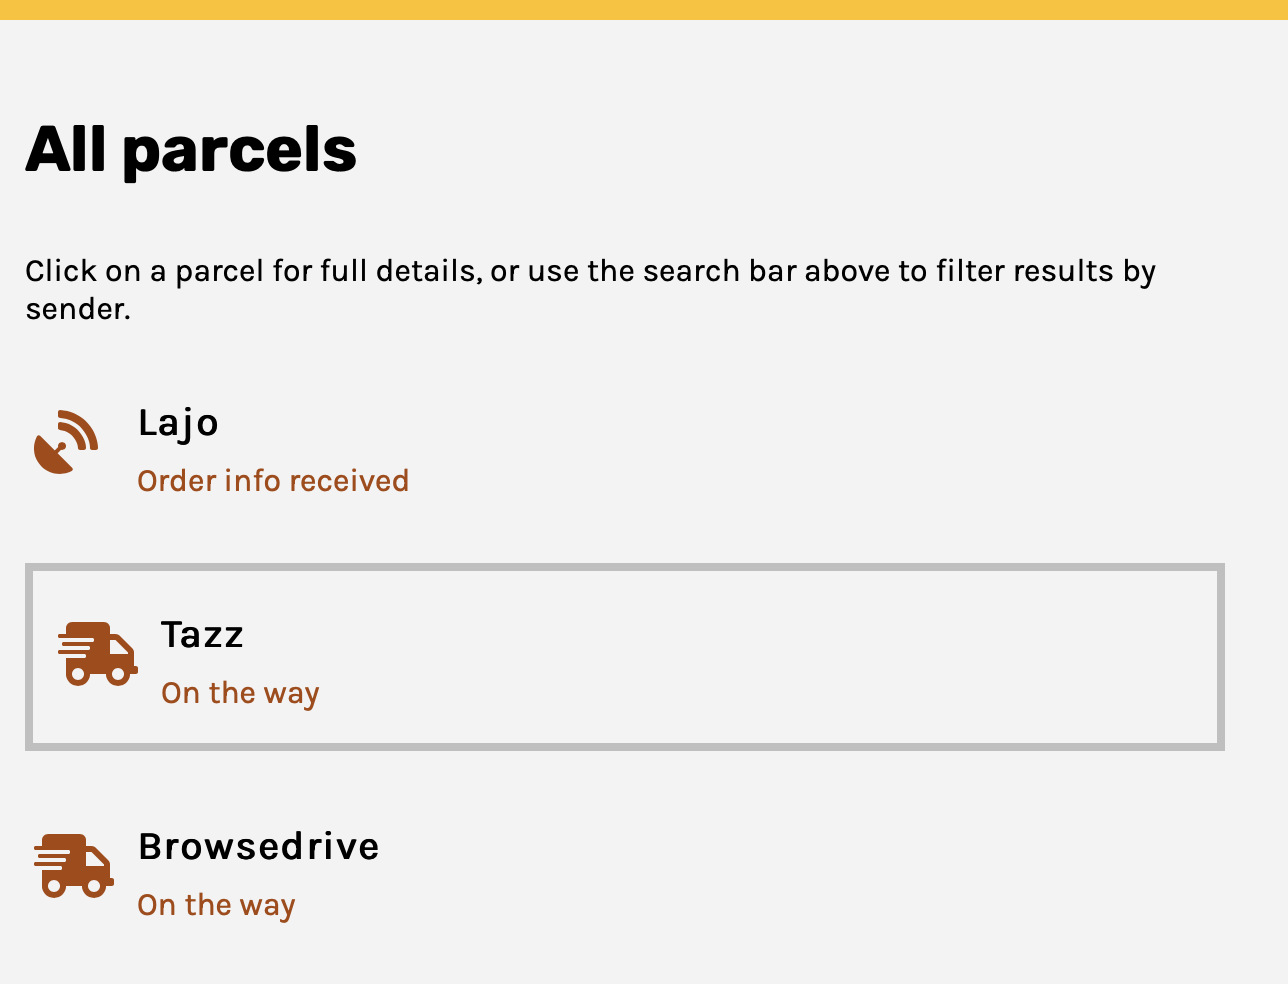 All parcels
Click on a parcel for full details, or use the search bar above to filter results by
sender.
Lajo
Order info received
Tazz
On the way
Browsedrive
On the way